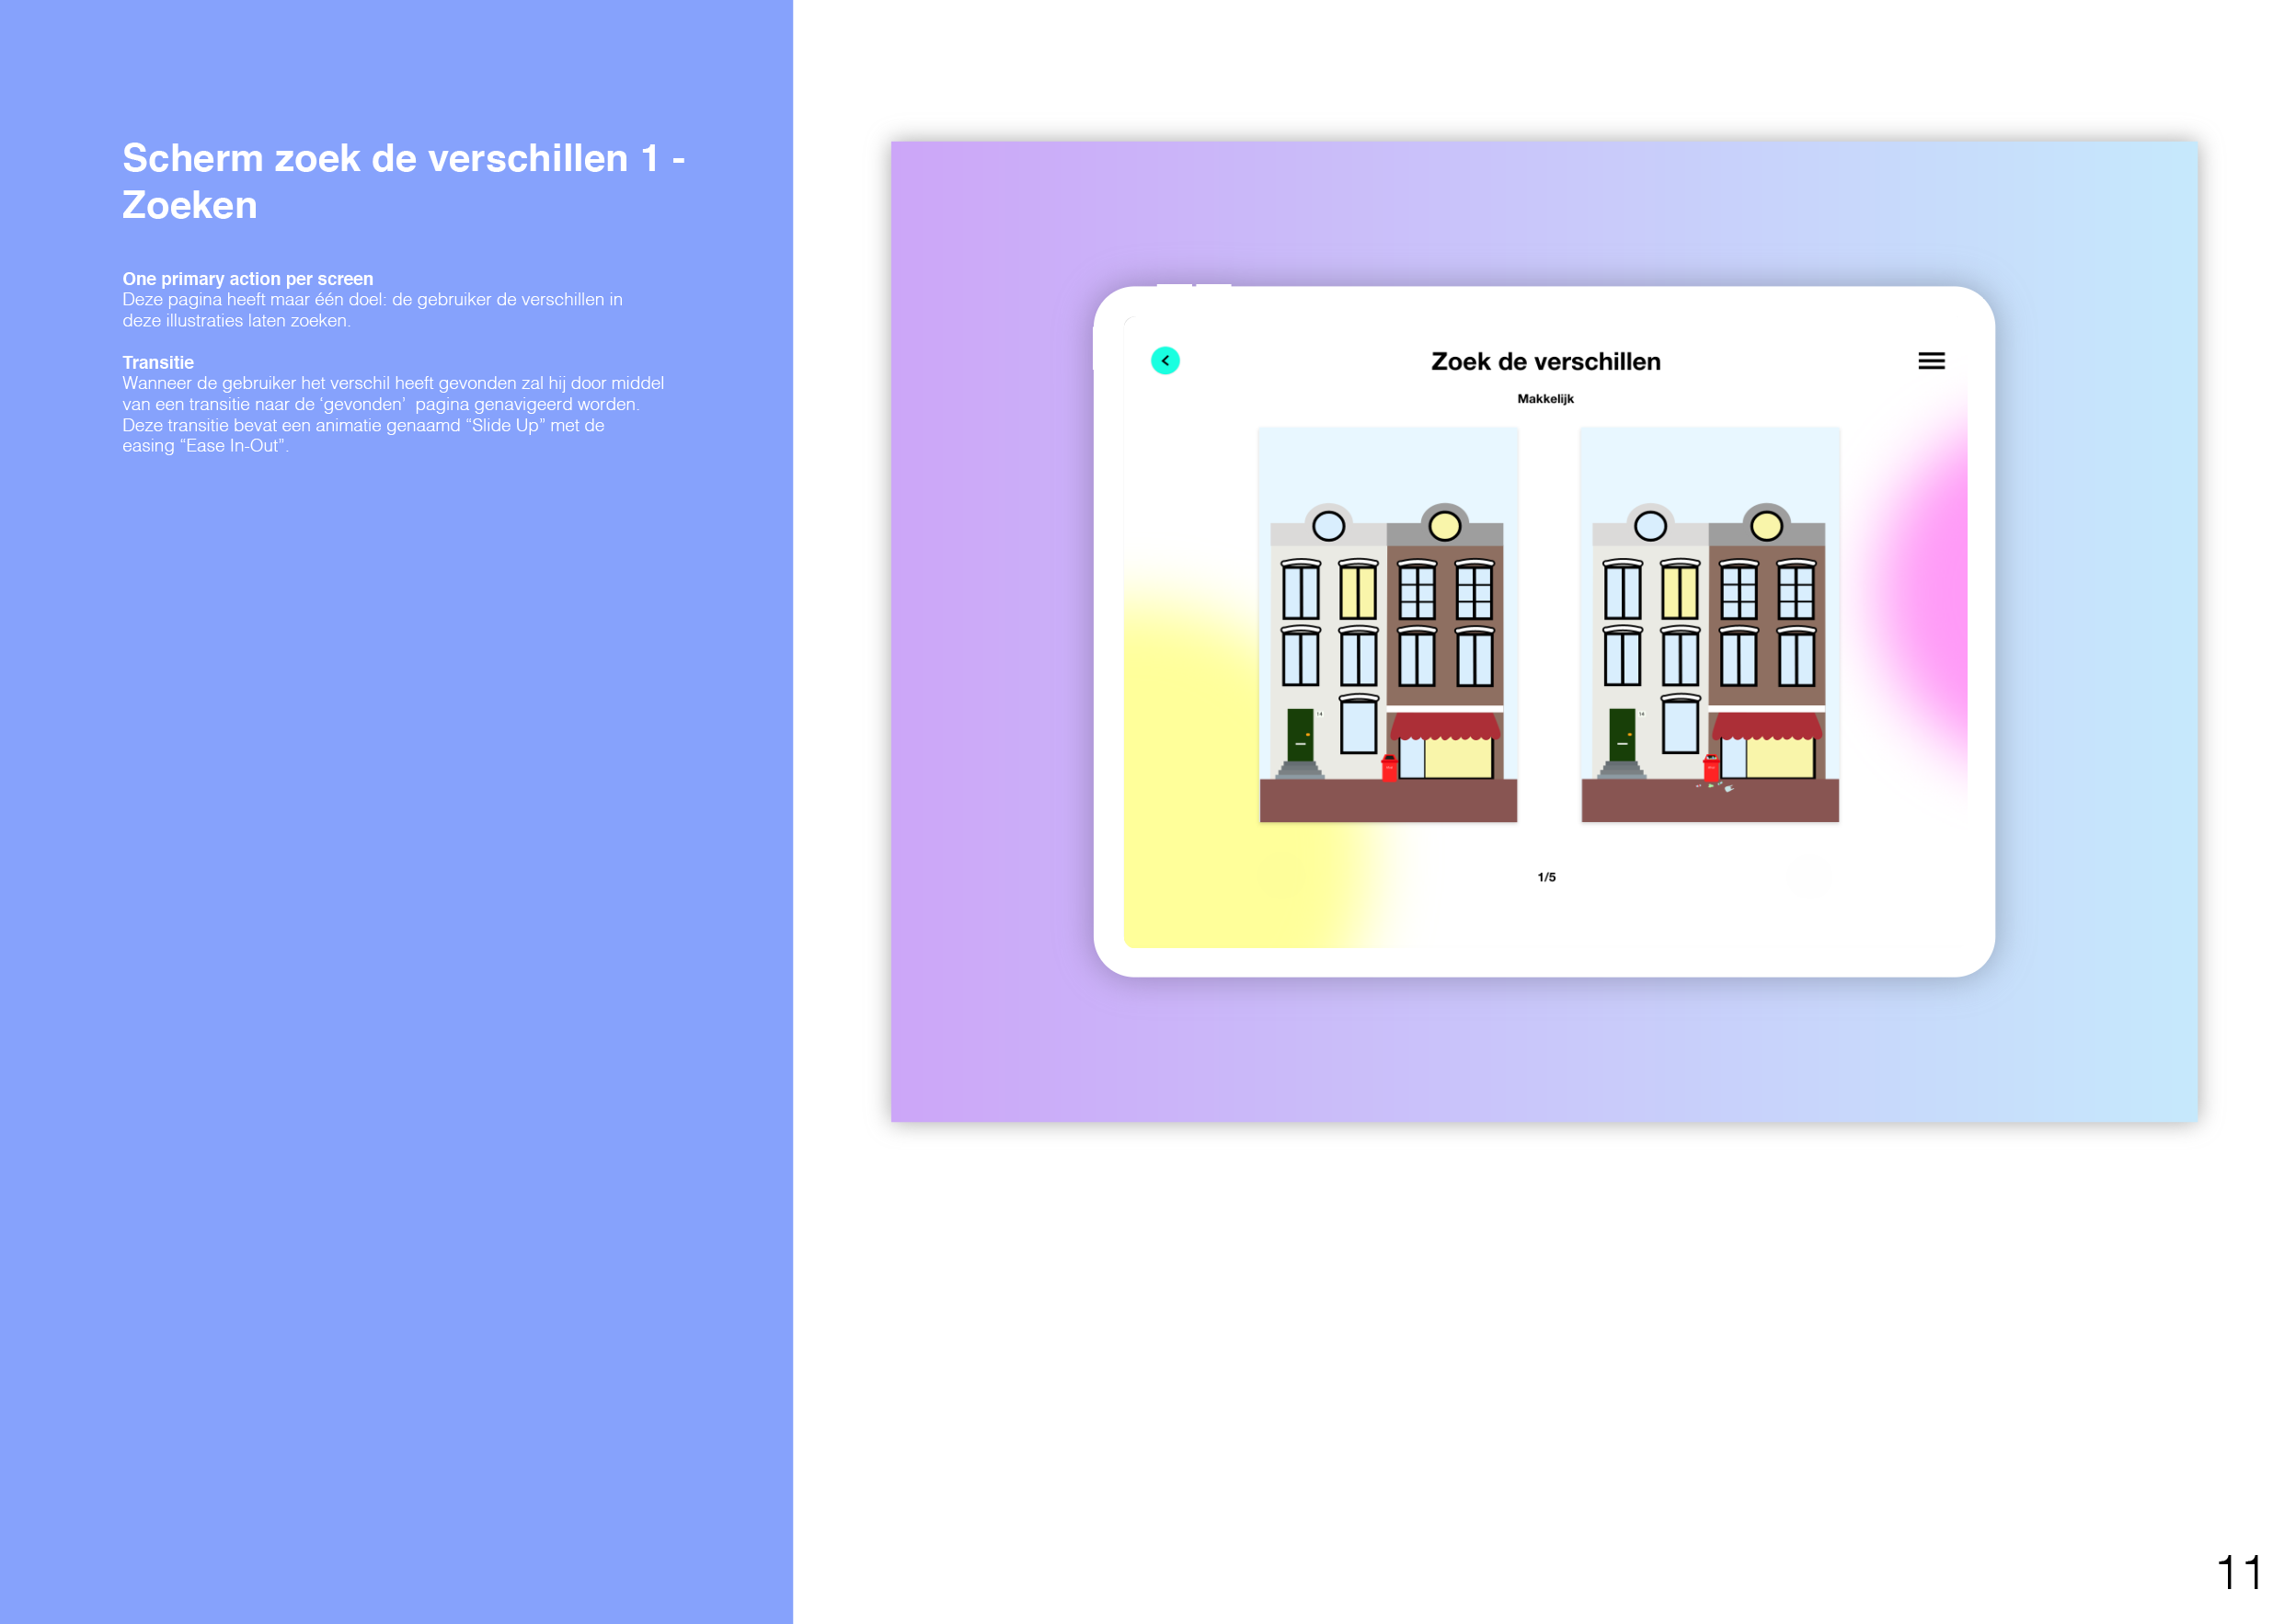 Scherm zoek de verschillen 1 -
Zoeken
One primary action per screen
Deze pagina heeft maar één doel: de gebruiker de verschillen in
deze illustraties laten zoeken.
Transitie
Wanneer de gebruiker het verschil heeft gevonden zal hij door middel
van een transitie naar de ‘gevonden’  pagina genavigeerd worden.
Deze transitie bevat een animatie genaamd “Slide Up” met de
easing “Ease In-Out”.
Zoek de verschillen
Makkelijk
14
14
1/5
11